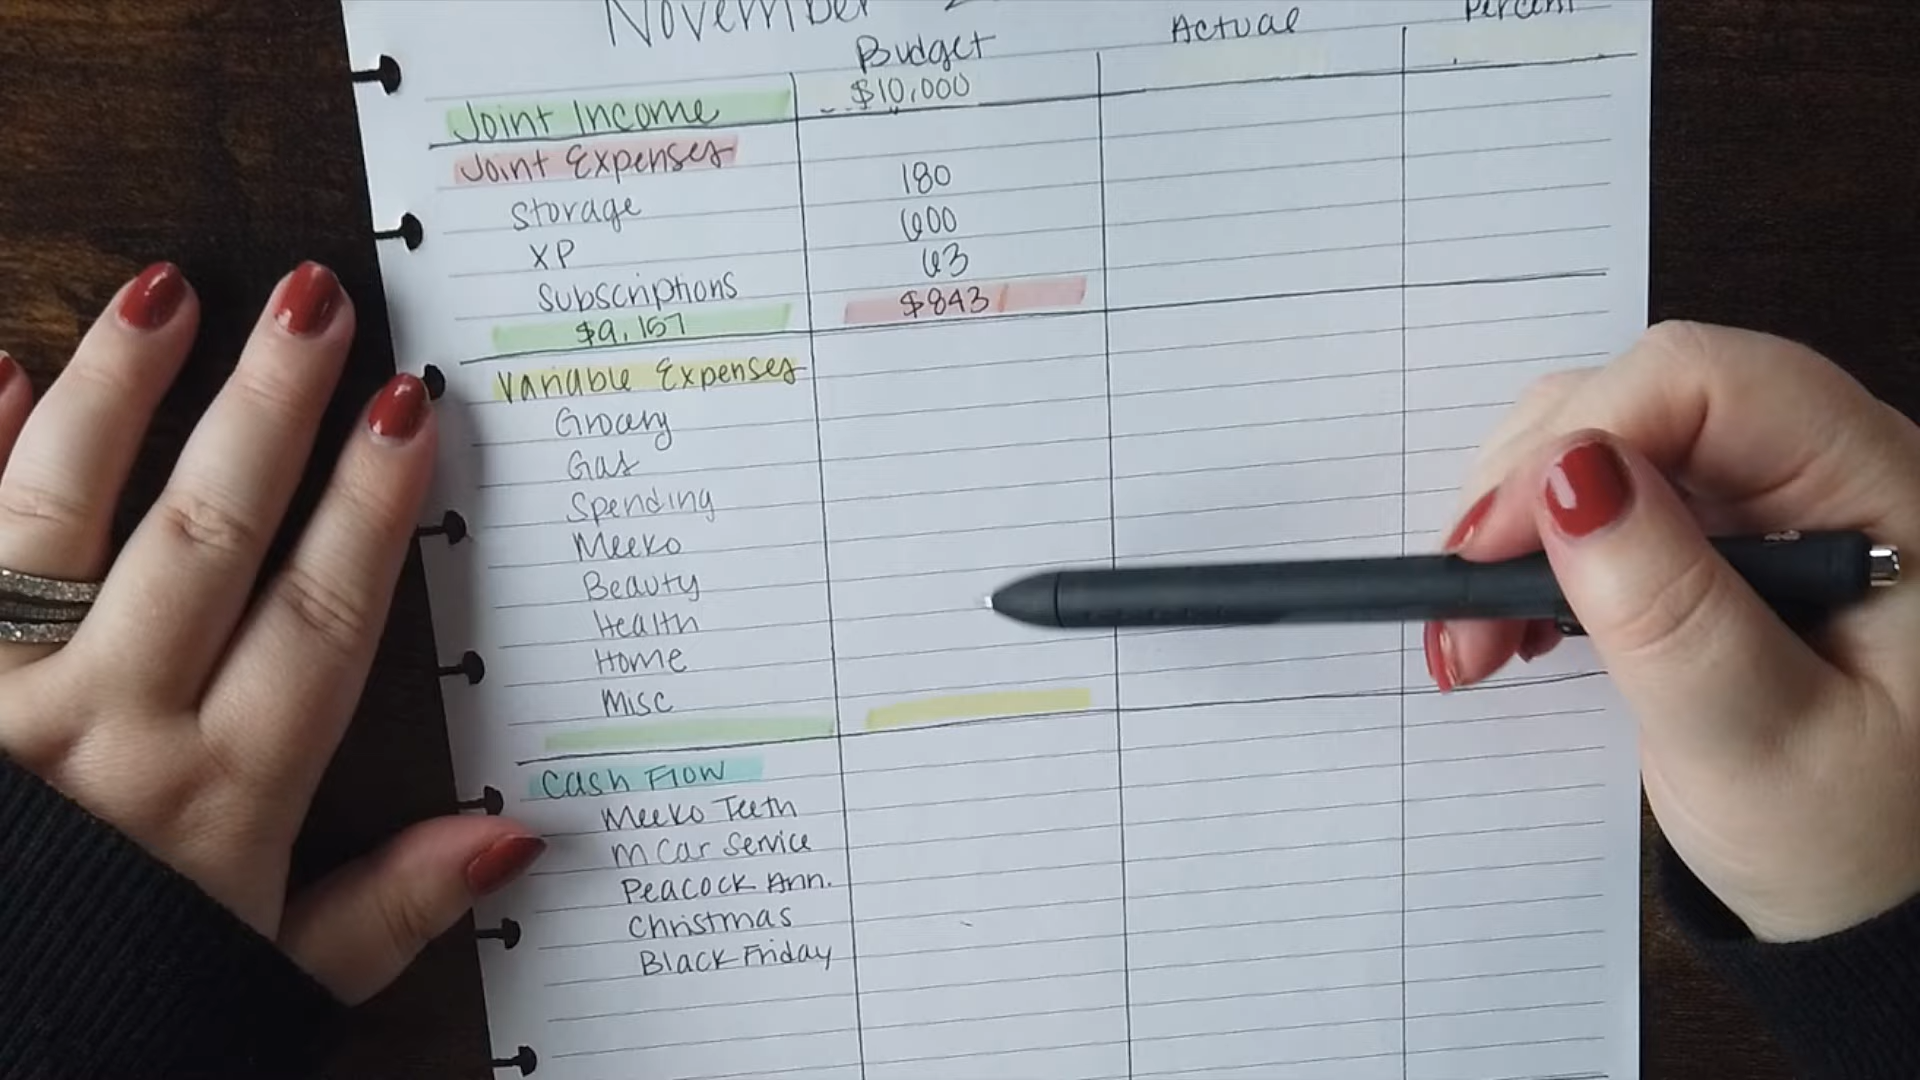 November
Budget Actual Percent
Joint Income $10,000
Joint Expenses
Storage 180
XP 600
Subscriptions 63
$9,157 $843
Variable Expenses
Grocery
Gas
Spending
Meeko
Beauty
Health
Home
Misc
Cash Flow
Meeko Teeth
M Car Service
Peacock Ann.
Christmas
Black Friday